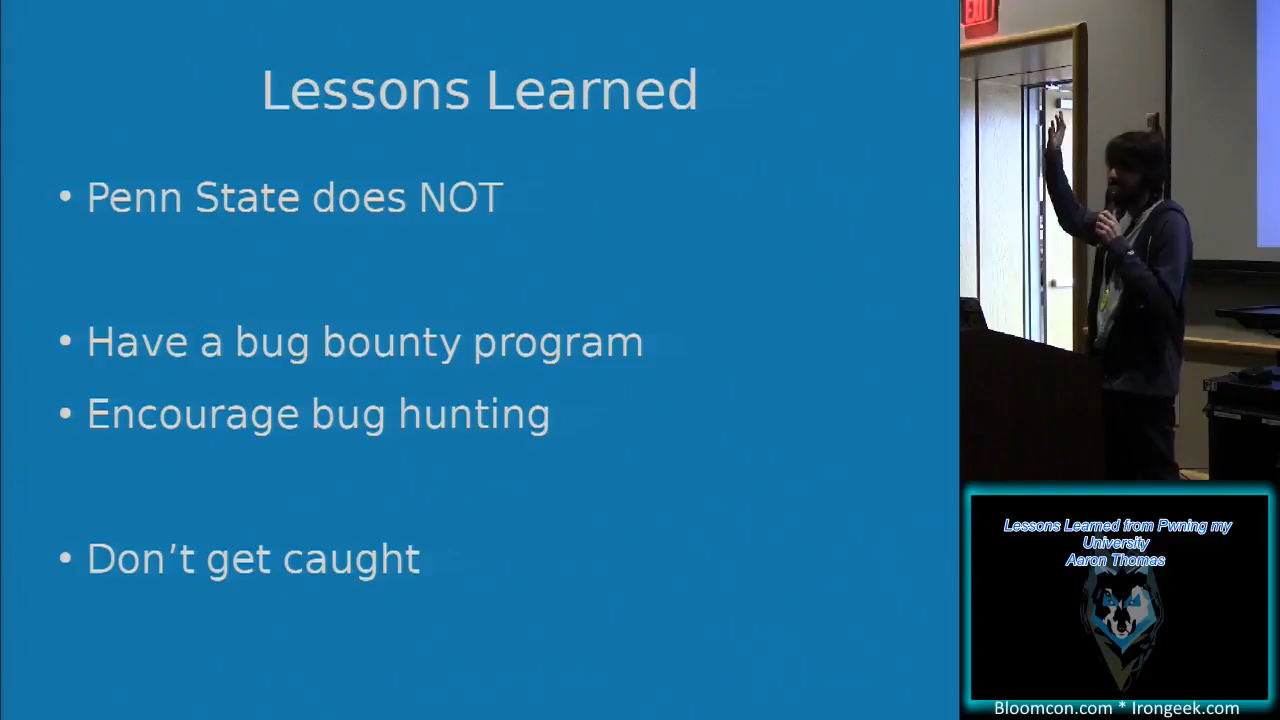 Lessons Learned
• Penn State does NOT
• Have a bug bounty program
• Encourage bug hunting
• Don’t get caught
EXIT
Lessons Learned from Pwning my
University
Aaron Thomas
Bloomcon.com * Irongeek.com